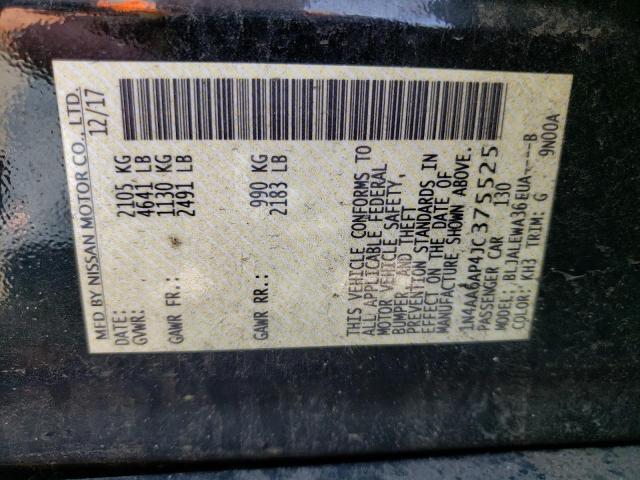 MFD BY NISSAN MOTOR CO., LTD.
DATE: 12/17
GVWR: 2105 KG
4641 LB
GAWR FR.: 1130 KG
2491 LB
GAWR RR.: 990 KG
2183 LB
THIS VEHICLE CONFORMS TO
ALL APPLICABLE FEDERAL
MOTOR VEHICLE SAFETY,
BUMPER, AND THEFT
PREVENTION STANDARDS IN
EFFECT ON THE DATE OF
MANUFACTURE SHOWN ABOVE.
1N4AA6AP4JC375525
PASSENGER CAR 130
MODEL: BLJALEWA36EUA----B
COLOR: KH3 TRIM: G 9N00A